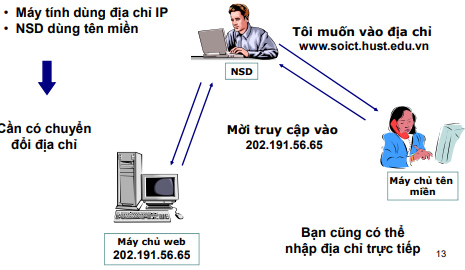 • Máy tính dùng địa chỉ IP
• NSD dùng tên miền
Tôi muốn vào địa chỉ
www.soict.hust.edu.vn
NSD
Cần có chuyển
đổi địa chỉ
Mời truy cập vào
202.191.56.65
Máy chủ tên
miền
Máy chủ web
202.191.56.65
Bạn cũng có thể
nhập địa chỉ trực tiếp
13